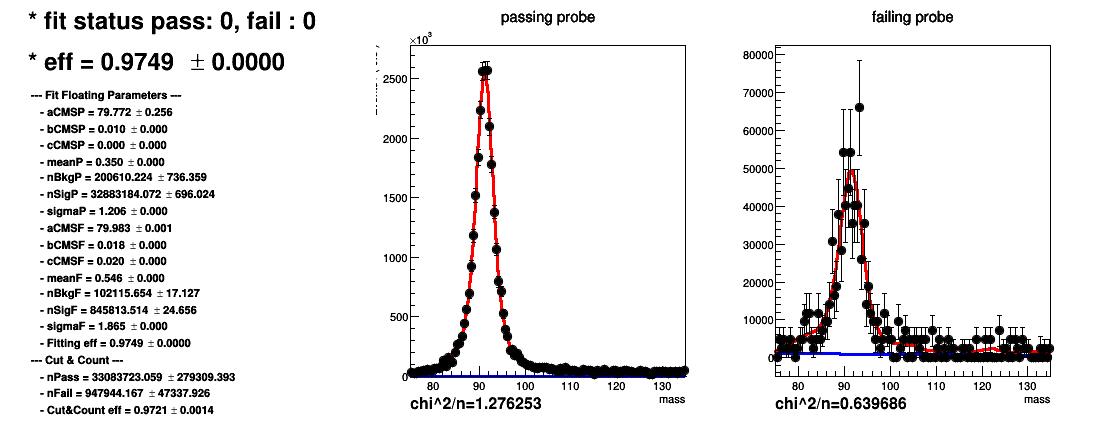 * fit status pass: 0, fail : 0
* eff = 0.9749 ± 0.0000
--- Fit Floating Parameters ---
- aCMSP = 79.772 ± 0.256
- bCMSP = 0.010 ± 0.000
- cCMSP = 0.000 ± 0.000
- meanP = 0.350 ± 0.000
- nBkgP = 200610.224 ± 736.359
- nSigP = 32883184.072 ± 696.024
- sigmaP = 1.206 ± 0.000
- aCMSF = 79.983 ± 0.001
- bCMSF = 0.018 ± 0.000
- cCMSF = 0.020 ± 0.000
- meanF = 0.546 ± 0.000
- nBkgF = 102115.654 ± 17.127
- nSigF = 845813.514 ± 24.656
- sigmaF = 1.865 ± 0.000
- Fitting eff = 0.9749 ± 0.0000
--- Cut & Count ---
- nPass = 33083723.059 ± 279309.393
- nFail = 947944.167 ± 47337.926
- Cut&Count eff = 0.9721 ± 0.0014
passing probe
×10³
2500
2000
1500
1000
500
0
80 90 100 110 120 130
mass
chi^2/n=1.276253
failing probe
80000
70000
60000
50000
40000
30000
20000
10000
0
80 90 100 110 120 130
mass
chi^2/n=0.639686